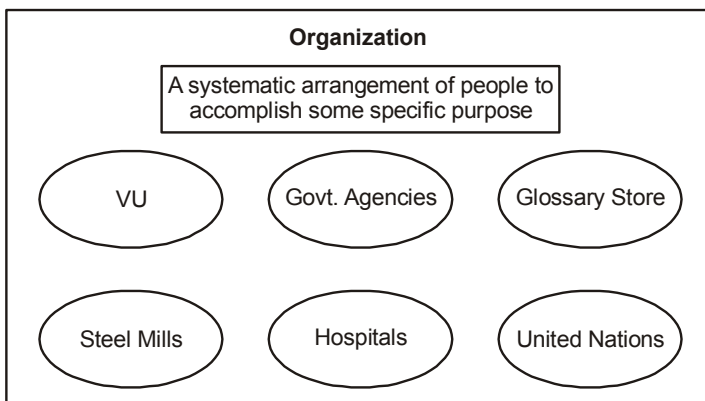 Organization
A systematic arrangement of people to
accomplish some specific purpose
VU
Govt. Agencies
Glossary Store
Steel Mills
Hospitals
United Nations